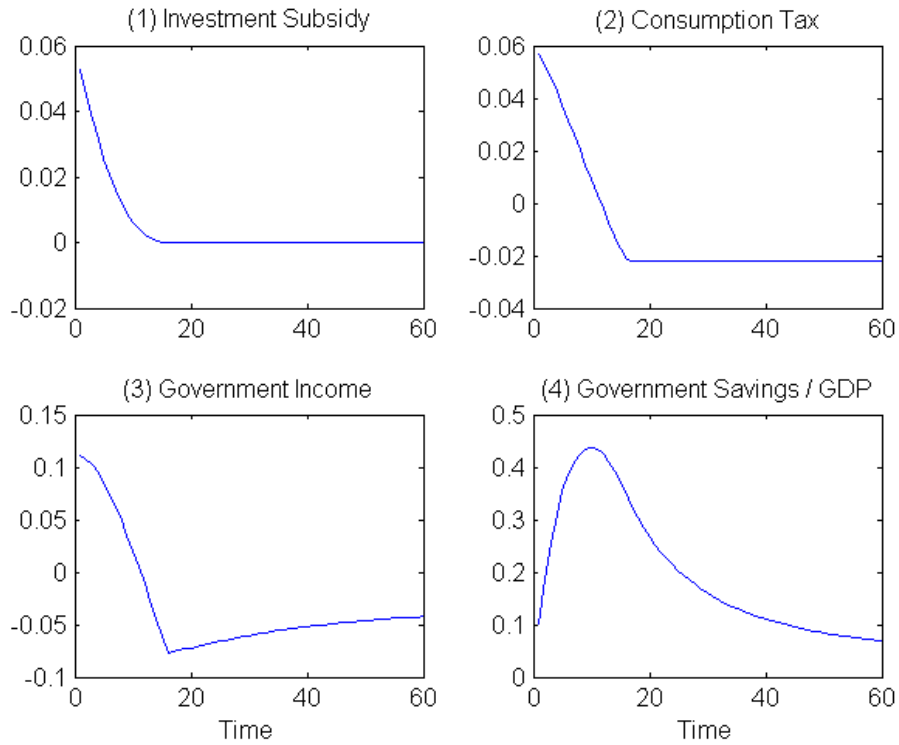 (1) Investment Subsidy
0.06
0.04
0.02
0
-0.02
0 20 40 60
(2) Consumption Tax
0.06
0.04
0.02
0
-0.02
-0.04
0 20 40 60
(3) Government Income
0.15
0.1
0.05
0
-0.05
-0.1
0 20 40 60
Time
(4) Government Savings / GDP
0.5
0.4
0.3
0.2
0.1
0
0 20 40 60
Time